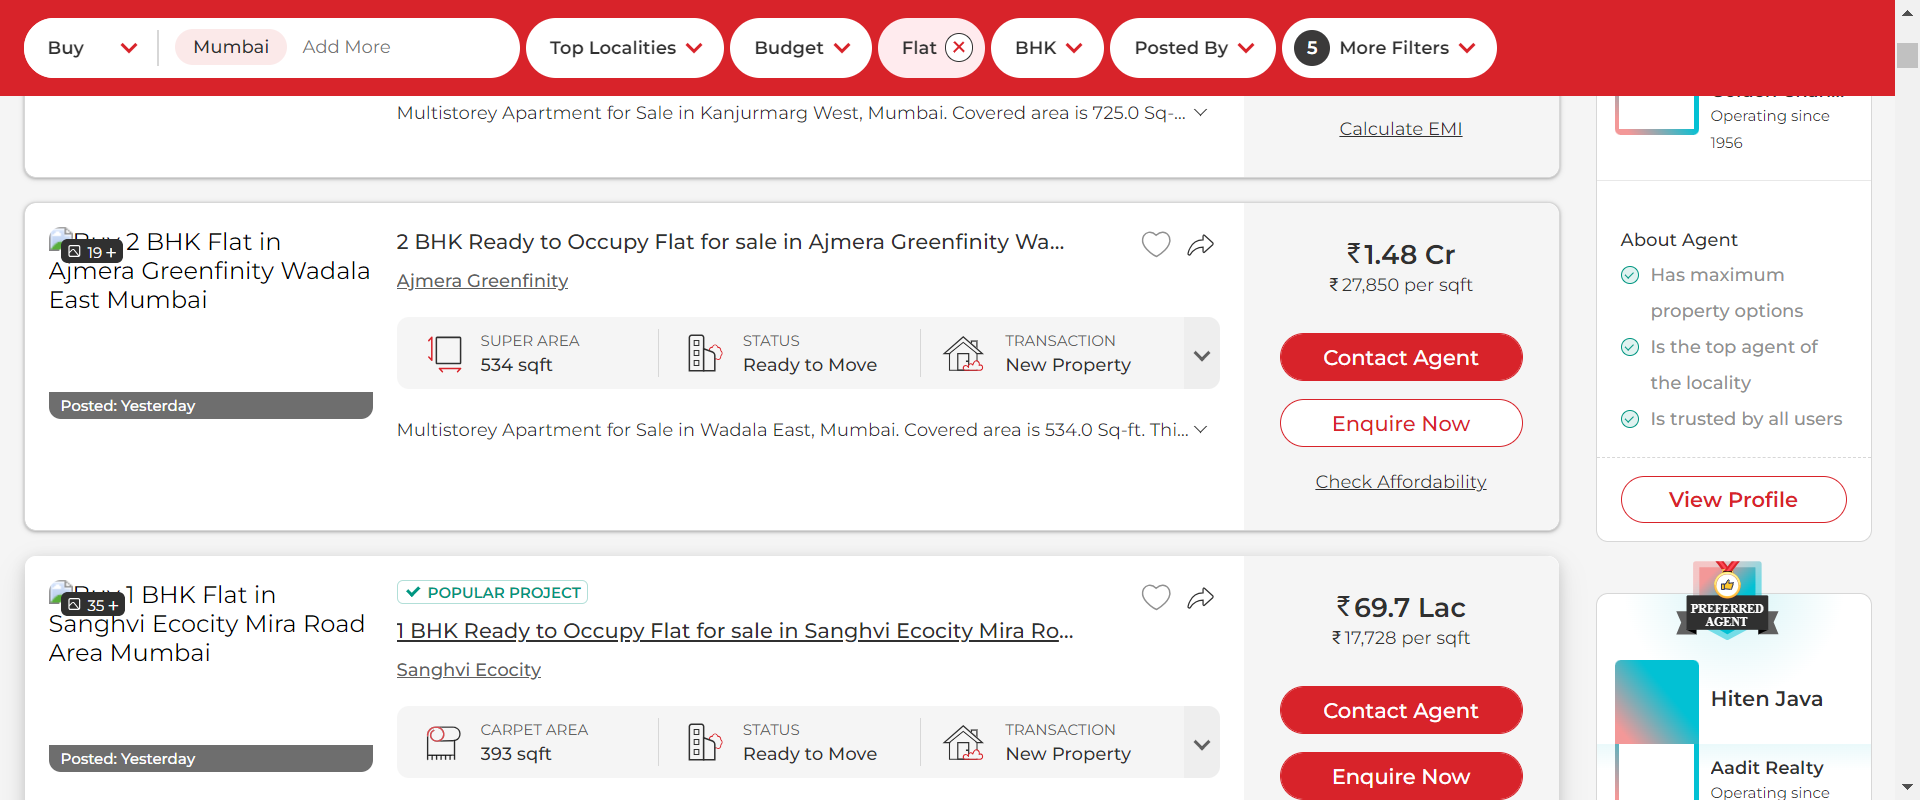 Buy
Mumbai
Add More
Top Localities
Budget
Flat
BHK
Posted By
5
More Filters
Multistorey Apartment for Sale in Kanjurmarg West, Mumbai. Covered area is 725.0 Sq-...
Calculate EMI
Operating since
1956
Buy 2 BHK Flat in
Ajmera Greenfinity Wadala
East Mumbai
19 +
Posted: Yesterday
2 BHK Ready to Occupy Flat for sale in Ajmera Greenfinity Wa...
Ajmera Greenfinity
SUPER AREA
534 sqft
STATUS
Ready to Move
TRANSACTION
New Property
Multistorey Apartment for Sale in Wadala East, Mumbai. Covered area is 534.0 Sq-ft. Thi...
₹1.48 Cr
₹27,850 per sqft
Contact Agent
Enquire Now
Check Affordability
About Agent
Has maximum
property options
Is the top agent of
the locality
Is trusted by all users
View Profile
Buy 1 BHK Flat in
Sanghvi Ecocity Mira Road
Area Mumbai
35 +
Posted: Yesterday
POPULAR PROJECT
1 BHK Ready to Occupy Flat for sale in Sanghvi Ecocity Mira Ro...
Sanghvi Ecocity
CARPET AREA
393 sqft
STATUS
Ready to Move
TRANSACTION
New Property
₹69.7 Lac
₹17,728 per sqft
Contact Agent
Enquire Now
PREFERRED
AGENT
Hiten Java
Aadit Realty
Operating since